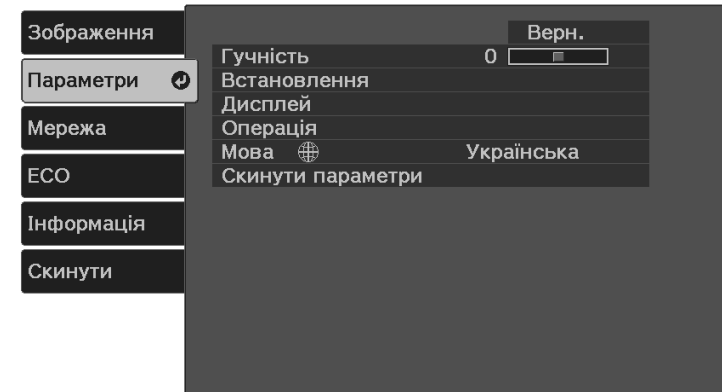 Зображення
Параметри
Мережа
ECO
Інформація
Скинути
Верн.
Гучність 0
Встановлення
Дисплей
Операція
Мова Українська
Скинути параметри